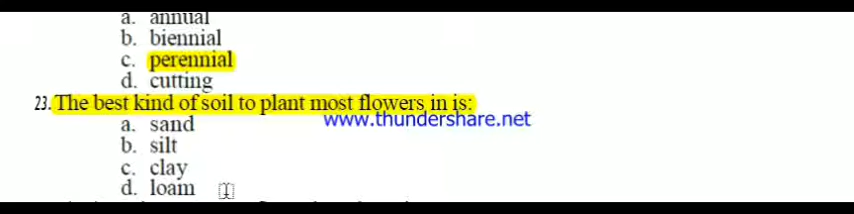 a. annual
b. biennial
c. perennial
d. cutting
23. The best kind of soil to plant most flowers in is:
a. sand
www.thundershare.net
b. silt
c. clay
d. loam